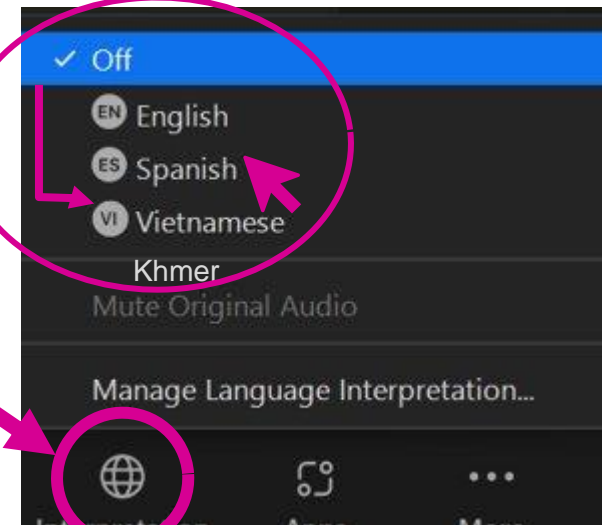 ✓ Off
EN English
ES Spanish
VI Vietnamese
Khmer
Mute Original Audio
Manage Language Interpretation...